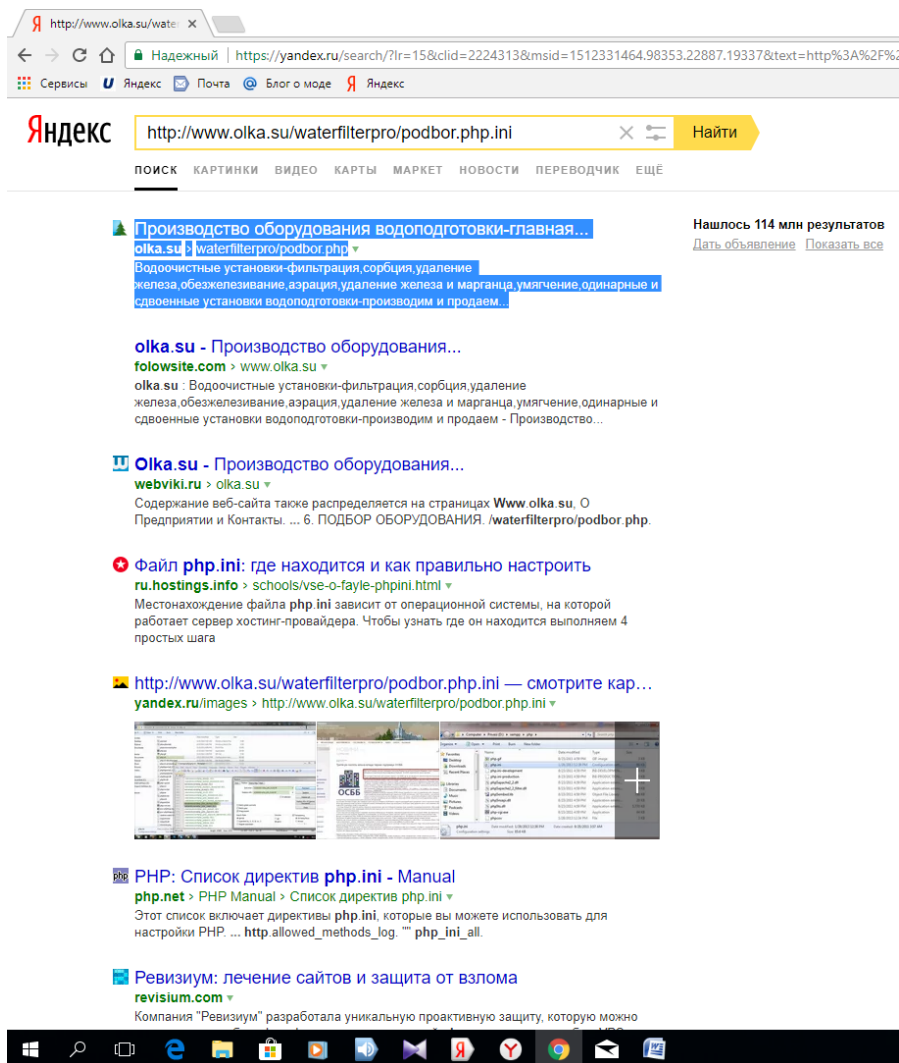 http://www.olka.su/wate
Надежный | https://yandex.ru/search/?lr=15&clid=2224313&msid=1512331464.98353.22887.19337&text=http%3A%2F%2
Сервисы Яндекс Почта Блог о моде Яндекс
Яндекс http://www.olka.su/waterfilterpro/podbor.php.ini Найти
ПОИСК КАРТИНКИ ВИДЕО КАРТЫ МАРКЕТ НОВОСТИ ПЕРЕВОДЧИК ЕЩЁ
Нашлось 114 млн результатов
Дать объявление Показать все
Производство оборудования водоподготовки-главная...
olka.su › waterfilterpro/podbor.php
Водоочистные установки-фильтрация,сорбция,удаление
железа,обезжелезивание,аэрация,удаление железа и марганца,умягчение,одинарные и
сдвоенные установки водоподготовки-производим и продаем...
olka.su - Производство оборудования...
folowsite.com › www.olka.su
olka.su : Водоочистные установки-фильтрация,сорбция,удаление
железа,обезжелезивание,аэрация,удаление железа и марганца,умягчение,одинарные и
сдвоенные установки водоподготовки-производим и продаем - Производство...
Olka.su - Производство оборудования...
webviki.ru › olka.su
Содержание веб-сайта также распределяется на страницах Www.olka.su, О
Предприятии и Контакты. ... 6. ПОДБОР ОБОРУДОВАНИЯ. /waterfilterpro/podbor.php.
Файл php.ini: где находится и как правильно настроить
ru.hostings.info › schools/vse-o-fayle-phpini.html
Местонахождение файла php.ini зависит от операционной системы, на которой
работает сервер хостинг-провайдера. Чтобы узнать где он находится выполняем 4
простых шага
http://www.olka.su/waterfilterpro/podbor.php.ini — смотрите кар...
yandex.ru/images › http://www.olka.su/waterfilterpro/podbor.php.ini
ОСББ
PHP: Список директив php.ini - Manual
php.net › PHP Manual › Список директив php.ini
Этот список включает директивы php.ini, которые вы можете использовать для
настройки PHP. ... http.allowed_methods_log. "" php_ini_all.
Ревизиум: лечение сайтов и защита от взлома
revisium.com
Компания "Ревизиум" разработала уникальную проактивную защиту, которую можно